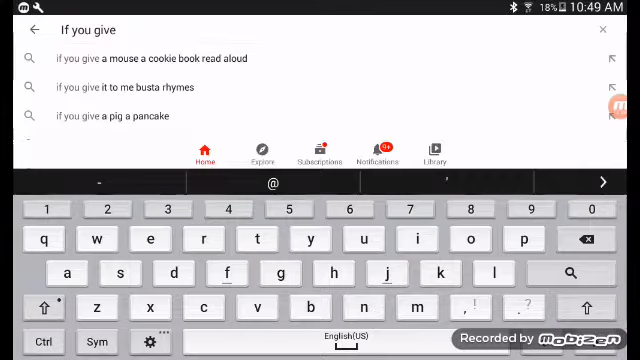 18% 10:49 AM
If you give
if you give a mouse a cookie book read aloud
if you give it to me busta rhymes
if you give a pig a pancake
9+
Home Explore Subscriptions Notifications Library
- @ '
1 2 3 4 5 6 7 8 9 0
q w e r t y u i o p
a s d f g h j k l
z x c v b n m , ! . ?
Ctrl Sym English(US)
Recorded by mobizen